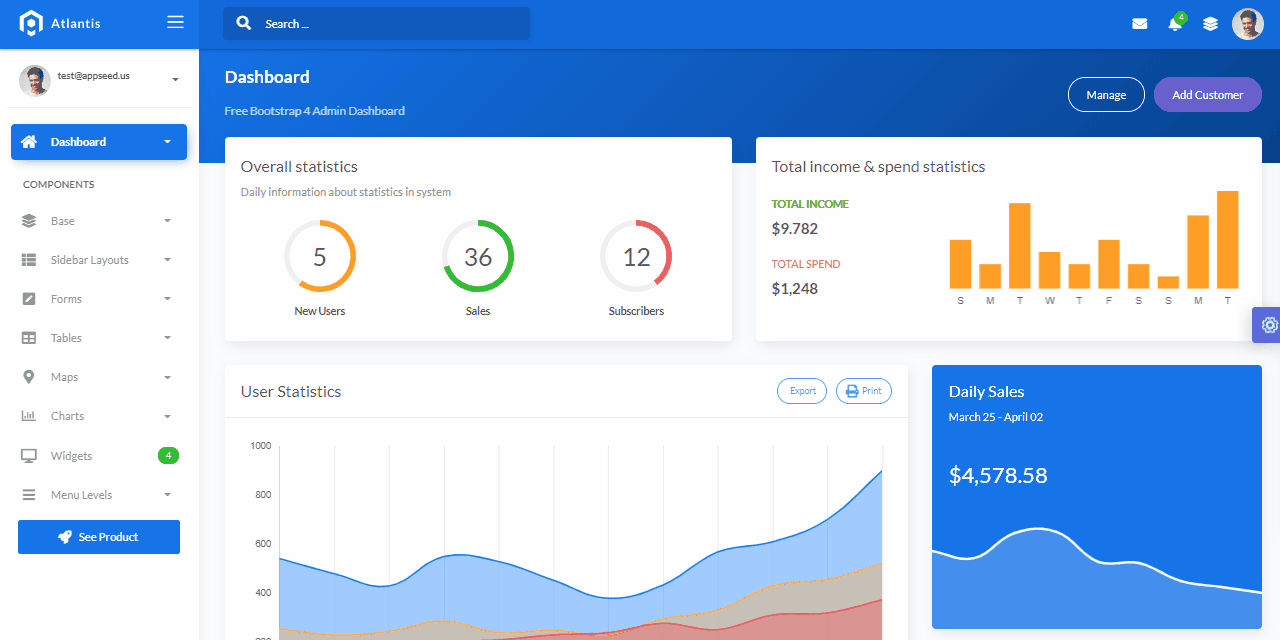 Atlantis
Search ...
4
test@appseed.us
Dashboard
COMPONENTS
Base
Sidebar Layouts
Forms
Tables
Maps
Charts
Widgets 4
Menu Levels
See Product
Dashboard
Free Bootstrap 4 Admin Dashboard
Manage Add Customer
Overall statistics
Daily information about statistics in system
5 36 12
New Users Sales Subscribers
Total income & spend statistics
TOTAL INCOME
$9.782
TOTAL SPEND
$1,248
S M T W T F S S M T
User Statistics
Export Print
1000
800
600
400
Daily Sales
March 25 - April 02
$4,578.58